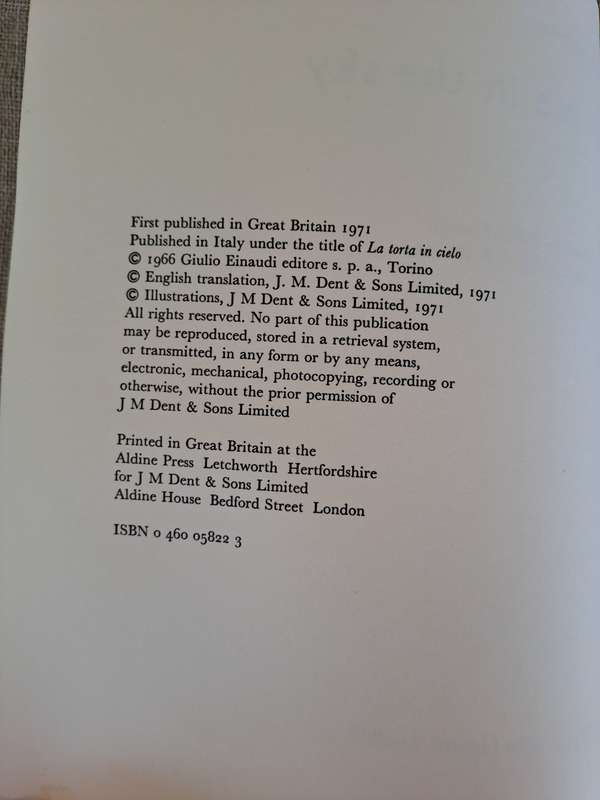 First published in Great Britain 1971
Published in Italy under the title of La torta in cielo
© 1966 Giulio Einaudi editore s. p. a., Torino
© English translation, J. M. Dent & Sons Limited, 1971
© Illustrations, J M Dent & Sons Limited, 1971
All rights reserved. No part of this publication
may be reproduced, stored in a retrieval system,
or transmitted, in any form or by any means,
electronic, mechanical, photocopying, recording or
otherwise, without the prior permission of
J M Dent & Sons Limited
Printed in Great Britain at the
Aldine Press Letchworth Hertfordshire
for J M Dent & Sons Limited
Aldine House Bedford Street London
ISBN 0 460 05822 3